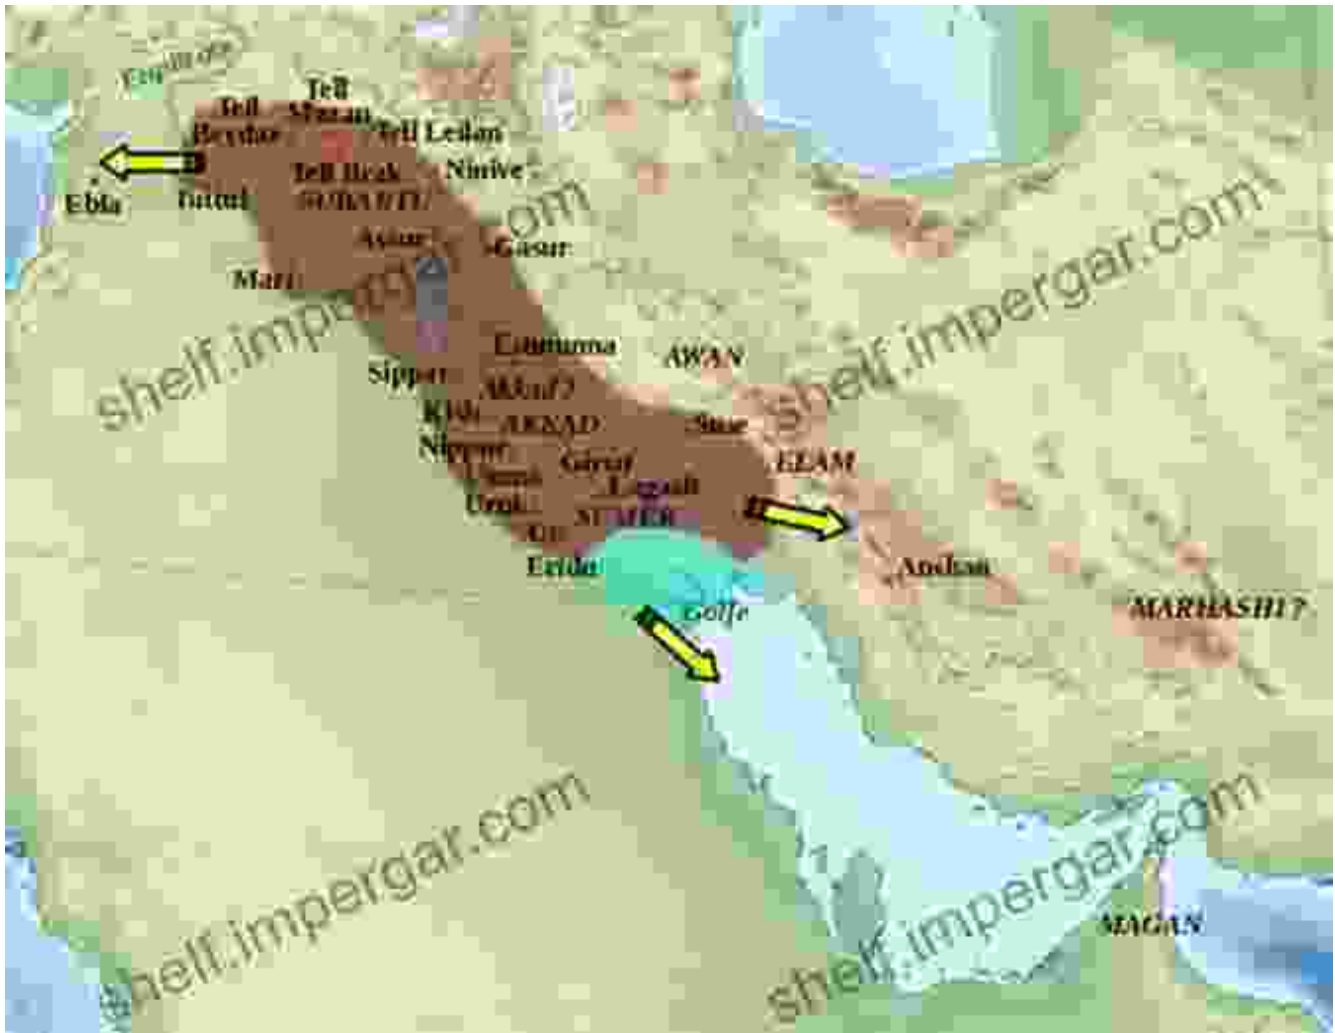 Tell
Tell Mozan
Beydar Tell Leilan
Tell Brak Ninive
Ebla Tuttul SUBARTU
Assur Gasur
Mari
shelf.impergar.com
shelf.impergar.com
Eshnunna AWAN
Sippar Akkad ?
Kish AKKAD Suse
Nippur Girsu ELAM
Umma Lagash
Uruk SUMER
Ur
Eridu Anshan
Golfe MARHASHI ?
shelf.impergar.com
shelf.impergar.com
MAGAN